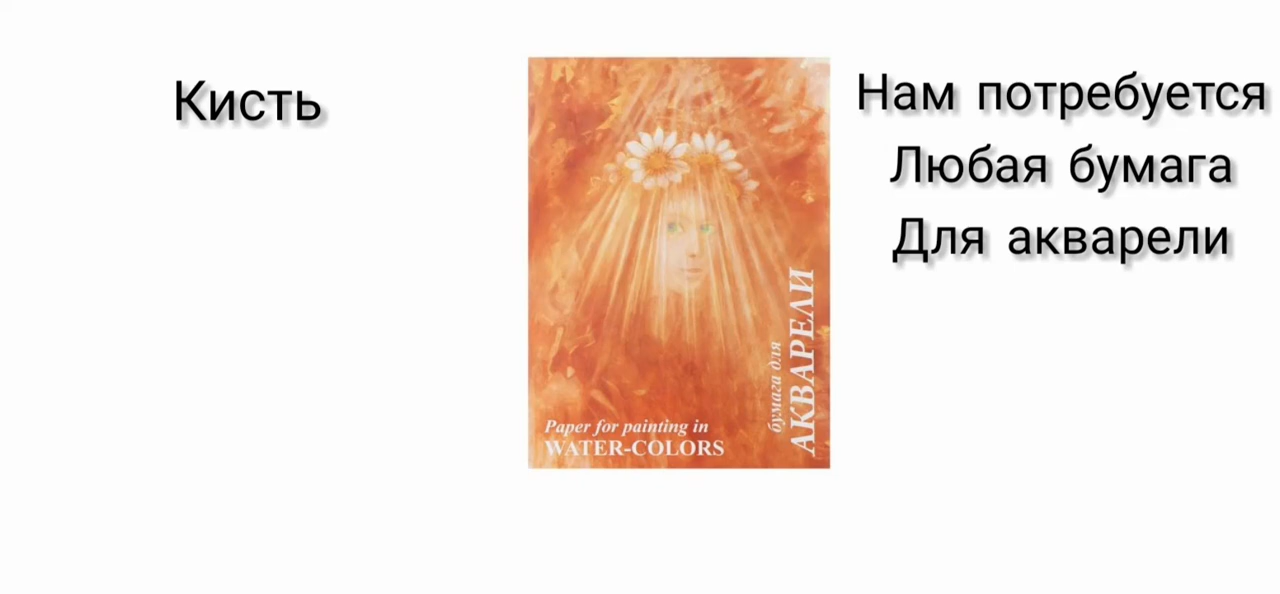 Кисть
Нам потребуется
Любая бумага
Для акварели
бумага для
АКВАРЕЛИ
Paper for painting in
WATER-COLORS